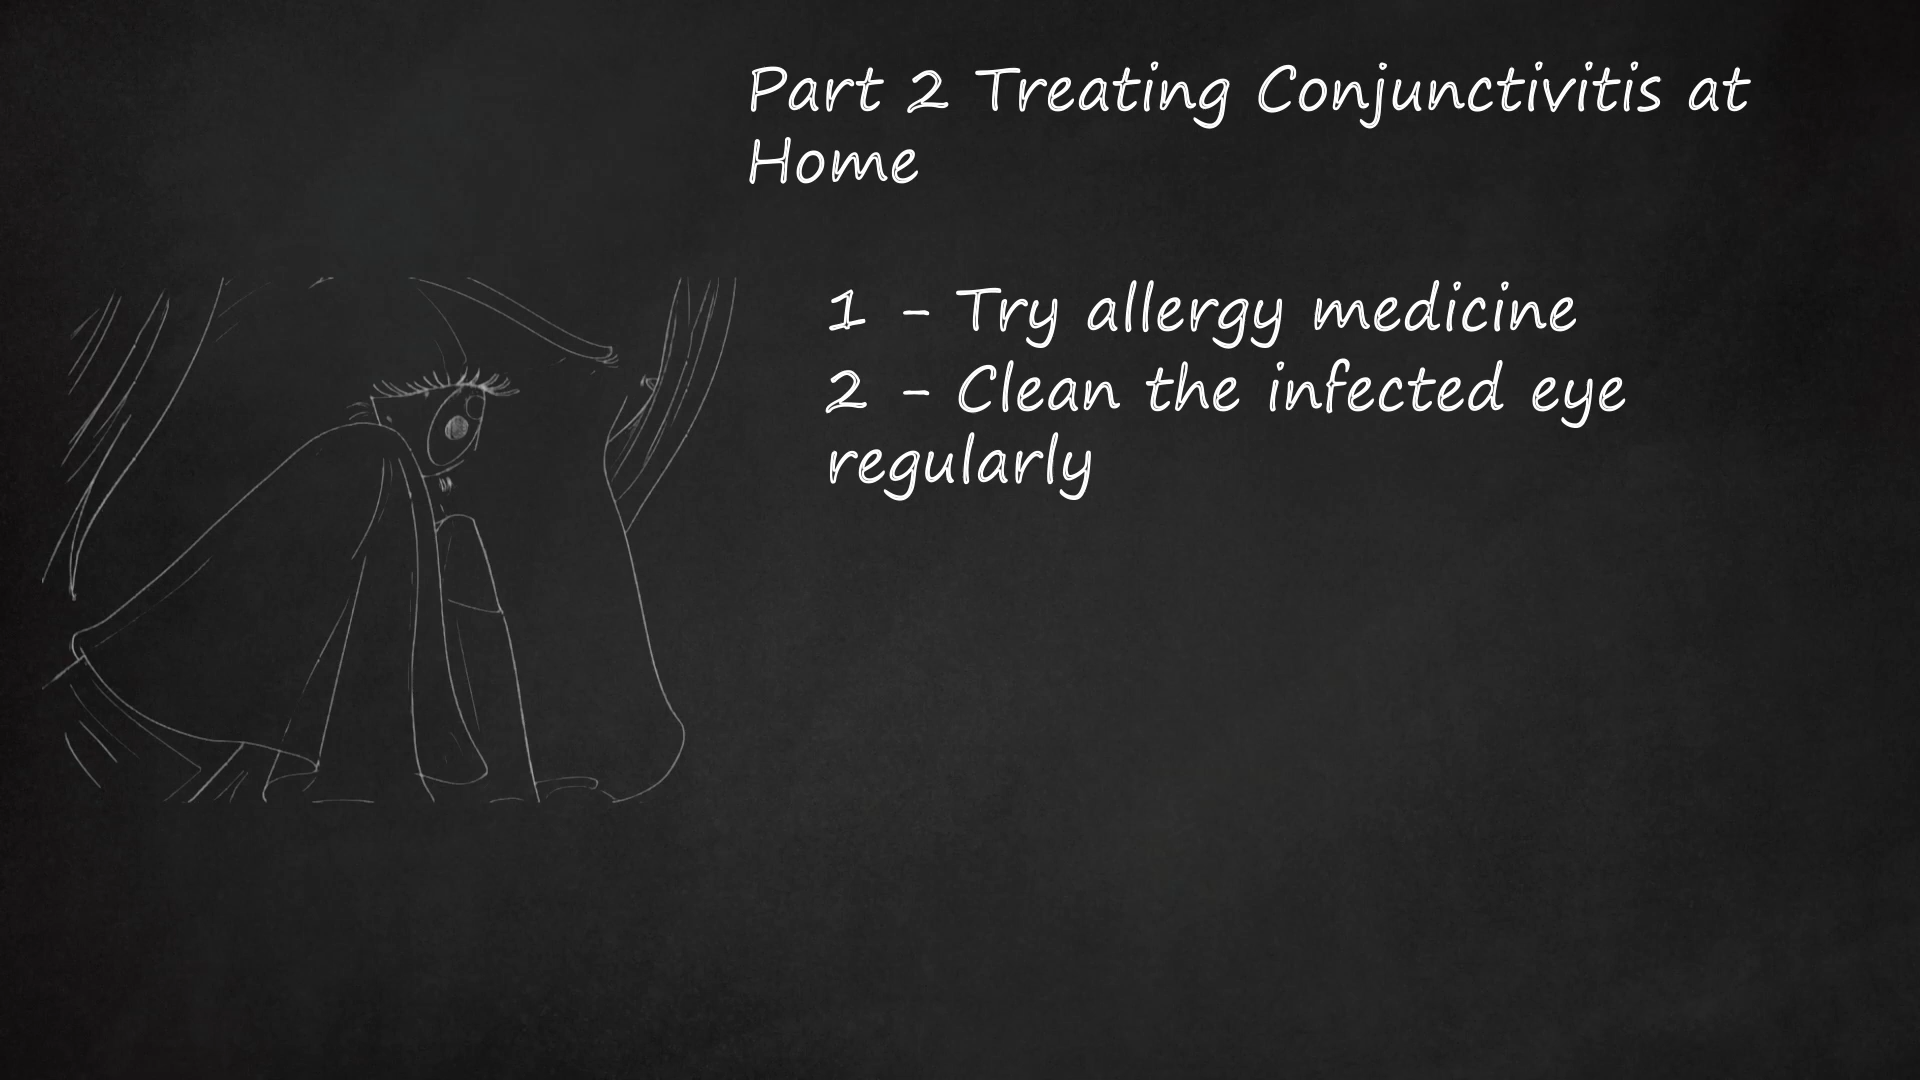 Part 2 Treating Conjunctivitis at
Home
1 - Try allergy medicine
2 - Clean the infected eye
regularly